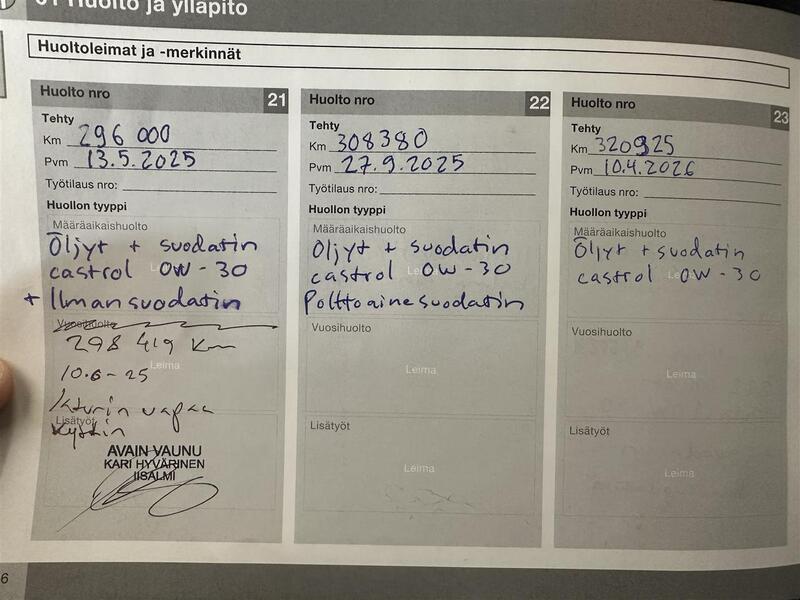 01 Huolto ja ylläpito
Huoltoleimat ja -merkinnät
Huolto nro 21
Tehty
Km 296 000
Pvm 13.5.2025
Työtilaus nro:
Huollon tyyppi
Määräaikaishuolto
Öljyt + suodatin
castrol 0W-30
+ Ilmansuodatin
Vuosihuolto
298 419 Km
Leima
10.6-25
laturin vapaa
Lisätyöt
kytkin
AVAIN VAUNU
KARI HYVÄRINEN
IISALMI
Huolto nro 22
Tehty
Km 308380
Pvm 27.9.2025
Työtilaus nro:
Huollon tyyppi
Määräaikaishuolto
Öljyt + suodatin
castrol 0W-30
Polttoainesuodatin
Vuosihuolto
Leima
Lisätyöt
Leima
Huolto nro 23
Tehty
Km 320925
Pvm 10.4.2026
Työtilaus nro:
Huollon tyyppi
Määräaikaishuolto
Öljyt + suodatin
castrol 0W-30
Vuosihuolto
Leima
Lisätyöt
Leima
6